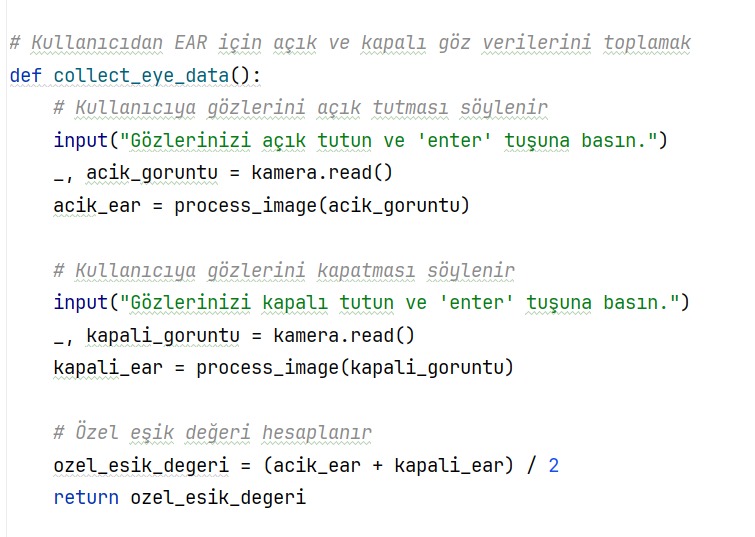 # Kullanıcıdan EAR için açık ve kapalı göz verilerini toplamak
def collect_eye_data():
    # Kullanıcıya gözlerini açık tutması söylenir
    input("Gözlerinizi açık tutun ve 'enter' tuşuna basın.")
    _, acik_goruntu = kamera.read()
    acik_ear = process_image(acik_goruntu)

    # Kullanıcıya gözlerini kapatması söylenir
    input("Gözlerinizi kapalı tutun ve 'enter' tuşuna basın.")
    _, kapali_goruntu = kamera.read()
    kapali_ear = process_image(kapali_goruntu)

    # Özel eşik değeri hesaplanır
    ozel_esik_degeri = (acik_ear + kapali_ear) / 2
    return ozel_esik_degeri